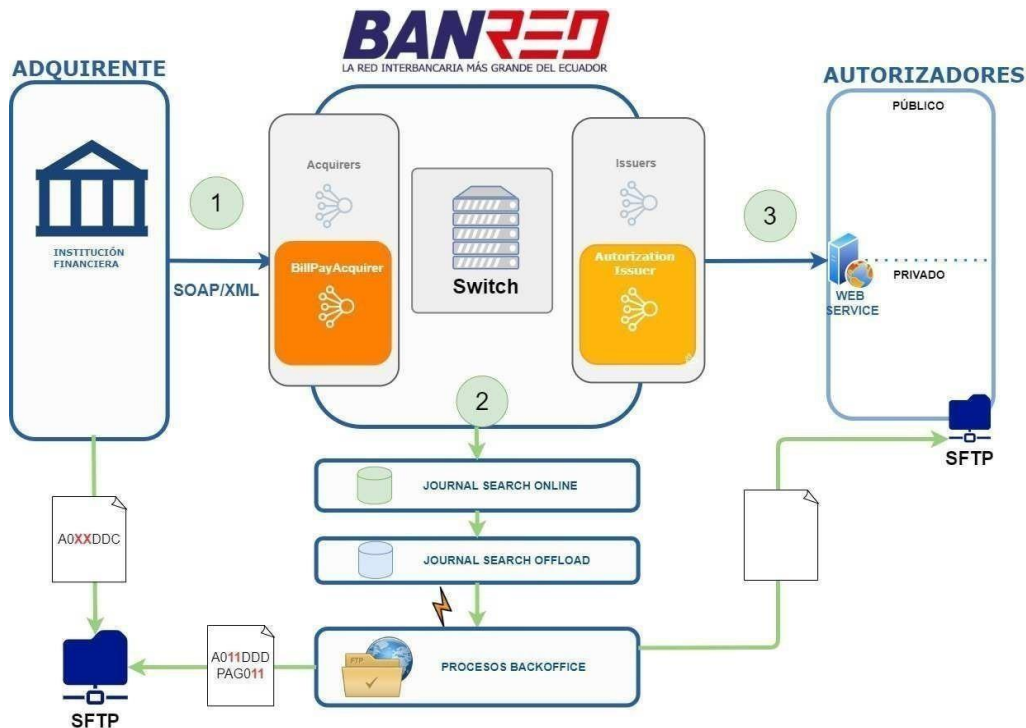 BANRED
LA RED INTERBANCARIA MÁS GRANDE DEL ECUADOR
ADQUIRENTE
AUTORIZADORES
INSTITUCIÓN
FINANCIERA
1
SOAP/XML
Acquirers
BillPayAcquirer
Switch
Issuers
Autorization
Issuer
3
PÚBLICO
PRIVADO
WEB
SERVICE
SFTP
2
JOURNAL SEARCH ONLINE
JOURNAL SEARCH OFFLOAD
FTP
PROCESOS BACKOFFICE
A0XXDDC
A011DDD
PAG011
SFTP